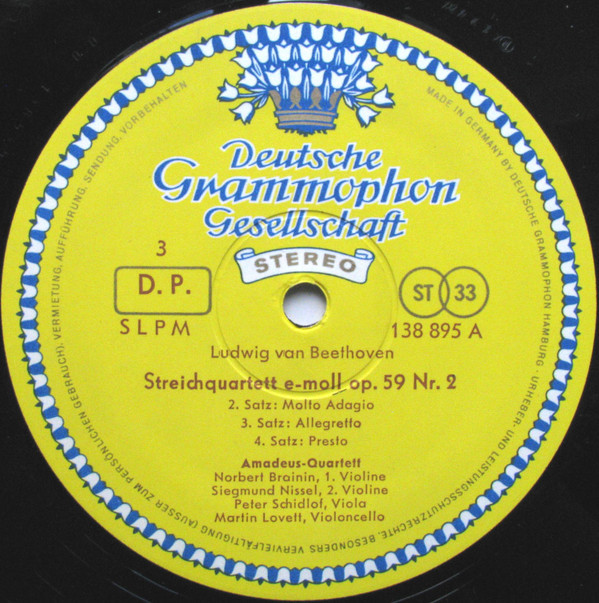 Deutsche
Grammophon
Gesellschaft
STEREO
3
D. P.
SLPM
ST 33
138 895 A
Ludwig van Beethoven
Streichquartett e-moll op. 59 Nr. 2
2. Satz: Molto Adagio
3. Satz: Allegretto
4. Satz: Presto
Amadeus-Quartett
Norbert Brainin, 1. Violine
Siegmund Nissel, 2. Violine
Peter Schidlof, Viola
Martin Lovett, Violoncello
MADE IN GERMANY BY DEUTSCHE GRAMMOPHON HAMBURG · URHEBER- UND LEISTUNGSSCHUTZRECHTE, BESONDERS VERVIELFÄLTIGUNG (AUSSER ZUM PERSÖNLICHEN GEBRAUCH), VERMIETUNG, AUFFÜHRUNG, SENDUNG, VORBEHALTEN